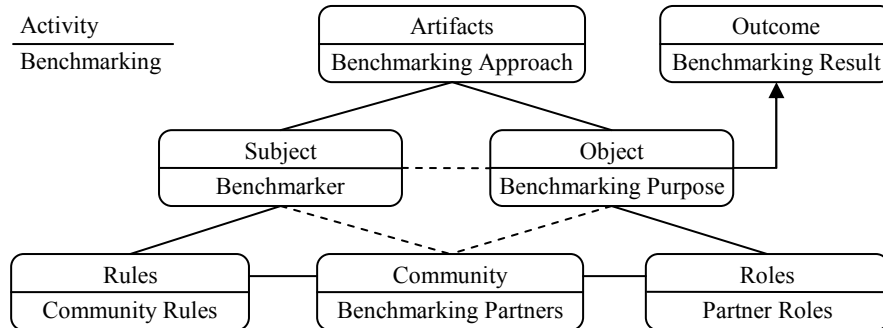 Activity
Benchmarking
Artifacts
Benchmarking Approach
Outcome
Benchmarking Result
Subject
Benchmarker
Object
Benchmarking Purpose
Rules
Community Rules
Community
Benchmarking Partners
Roles
Partner Roles